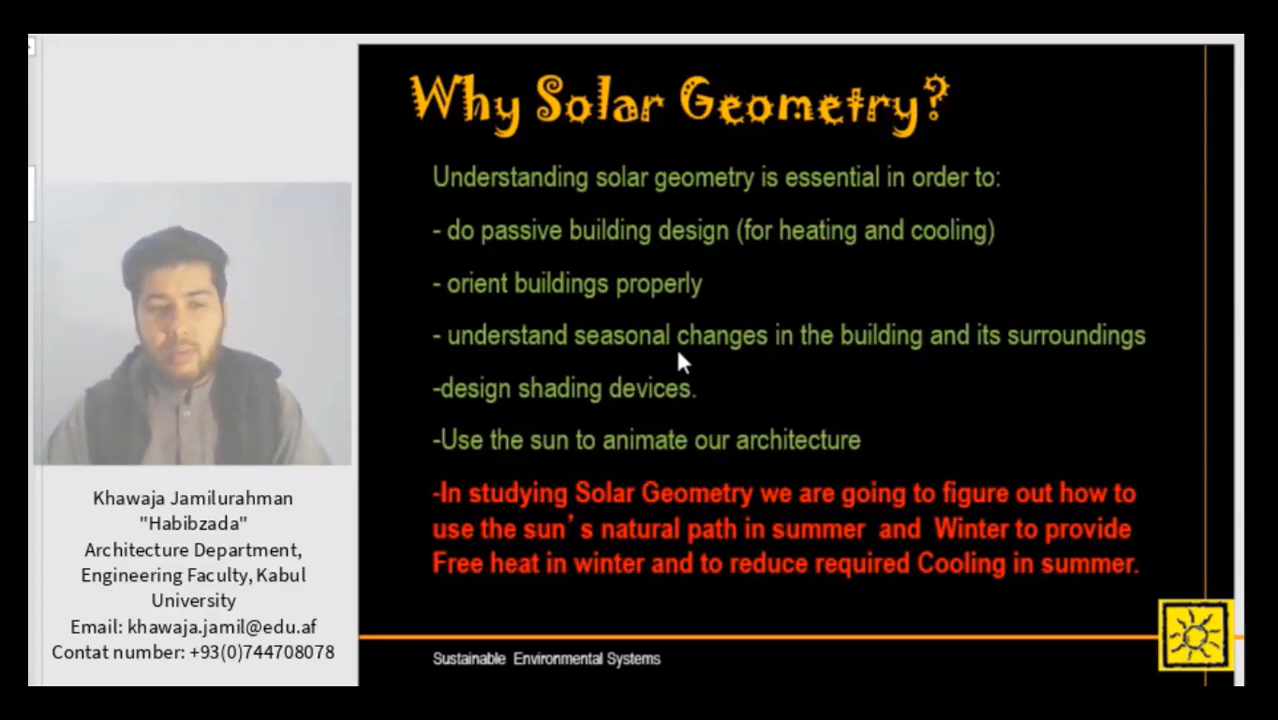 Why Solar Geometry?
Understanding solar geometry is essential in order to:
- do passive building design (for heating and cooling)
- orient buildings properly
- understand seasonal changes in the building and its surroundings
-design shading devices.
-Use the sun to animate our architecture
-In studying Solar Geometry we are going to figure out how to
use the sun's natural path in summer and Winter to provide
Free heat in winter and to reduce required Cooling in summer.
Sustainable Environmental Systems
Khawaja Jamilurahman
"Habibzada"
Architecture Department,
Engineering Faculty, Kabul
University
Email: khawaja.jamil@edu.af
Contat number: +93(0)744708078